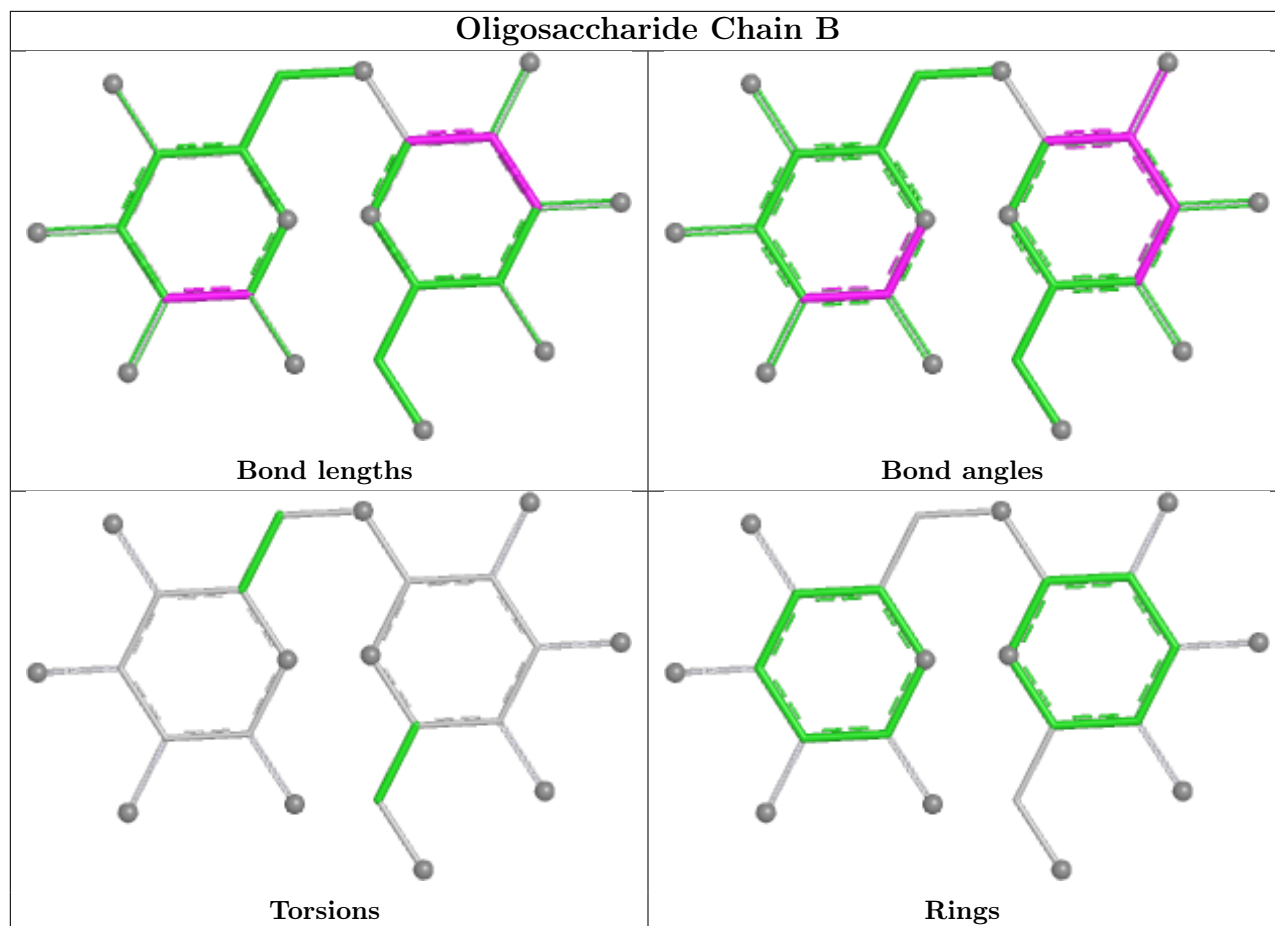 Oligosaccharide Chain B
Bond lengths
Bond angles
Torsions
Rings